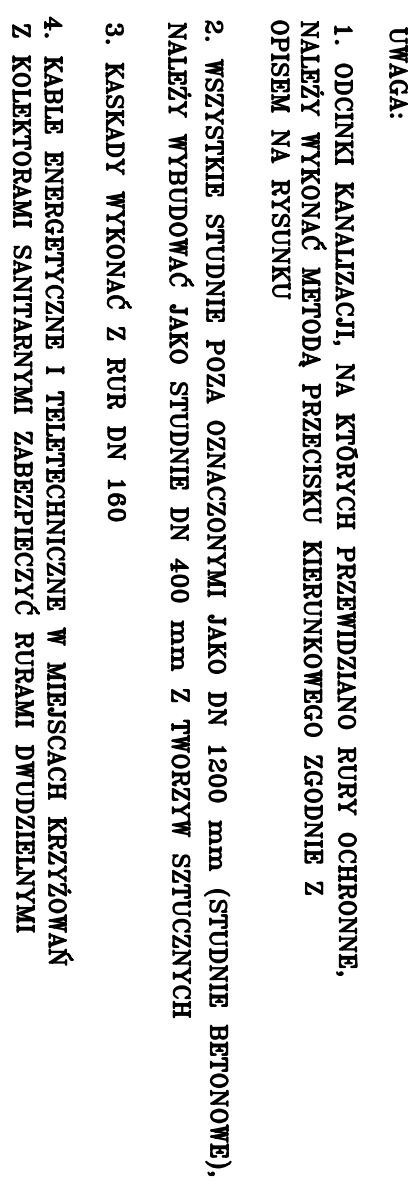 UWAGA:
1. ODCINKI KANALIZACJI, NA KTÓRYCH PRZEWIDZIANO RURY OCHRONNE,
NALEŻY WYKONAĆ METODĄ PRZECISKU KIERUNKOWEGO ZGODNIE Z
OPISEM NA RYSUNKU
2. WSZYSTKIE STUDNIE POZA OZNACZONYMI JAKO DN 1200 mm (STUDNIE BETONOWE),
NALEŻY WYBUDOWAĆ JAKO STUDNIE DN 400 mm Z TWORZYW SZTUCZNYCH
3. KASKADY WYKONAĆ Z RUR DN 160
4. KABLE ENERGETYCZNE I TELETECHNICZNE W MIEJSCACH KRZYŻOWAŃ
Z KOLEKTORAMI SANITARNYMI ZABEZPIECZYĆ RURAMI DWUDZIELNYMI